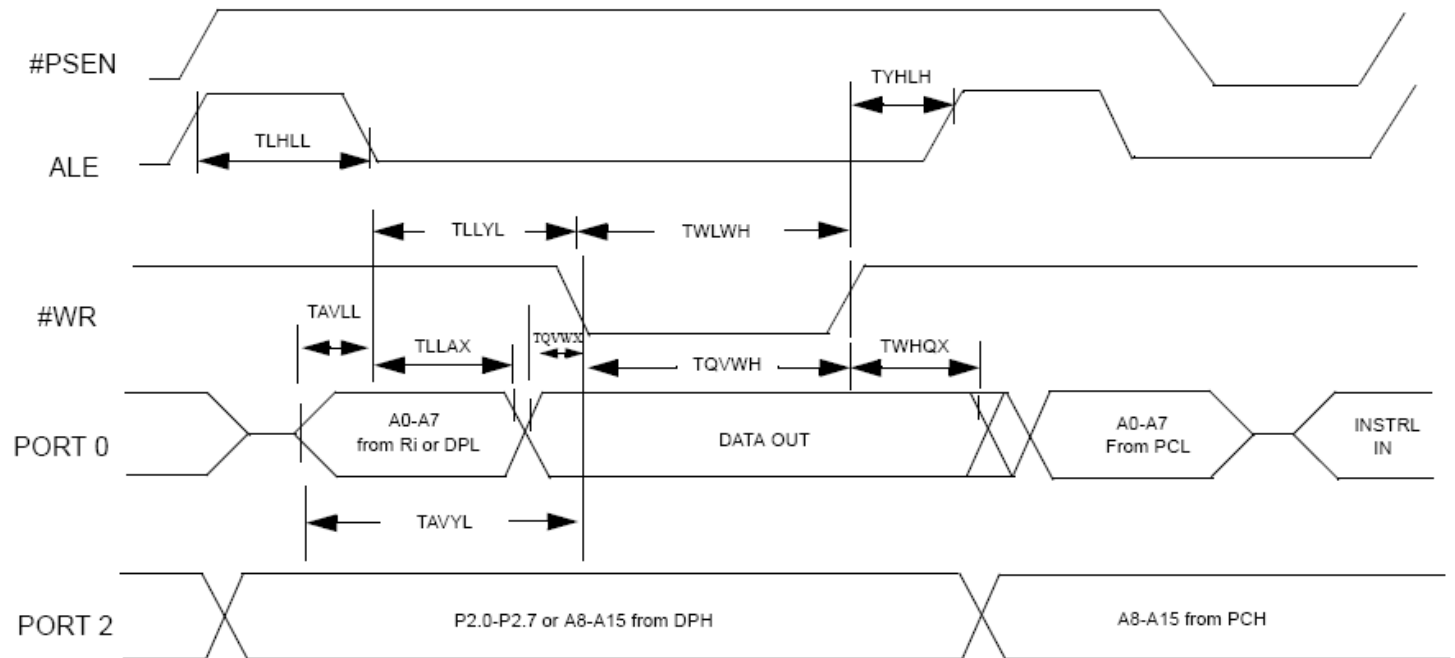 #PSEN
TYHLH
TLHLL
ALE
TLLYL
TWLWH
#WR
TAVLL
TQVWX
TLLAX
TQVWH
TWHQX
PORT 0
A0-A7
from Ri or DPL
DATA OUT
A0-A7
From PCL
INSTRL
IN
TAVYL
PORT 2
P2.0-P2.7 or A8-A15 from DPH
A8-A15 from PCH